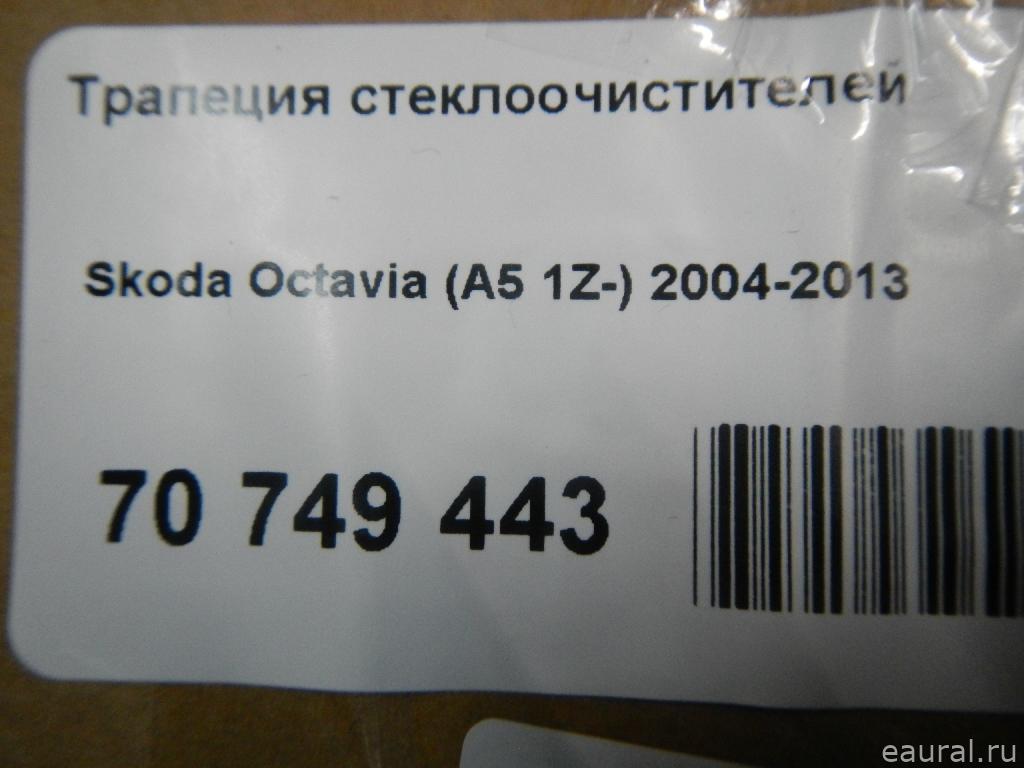 Трапеция стеклоочистителей
Skoda Octavia (A5 1Z-) 2004-2013
70 749 443
eaural.ru